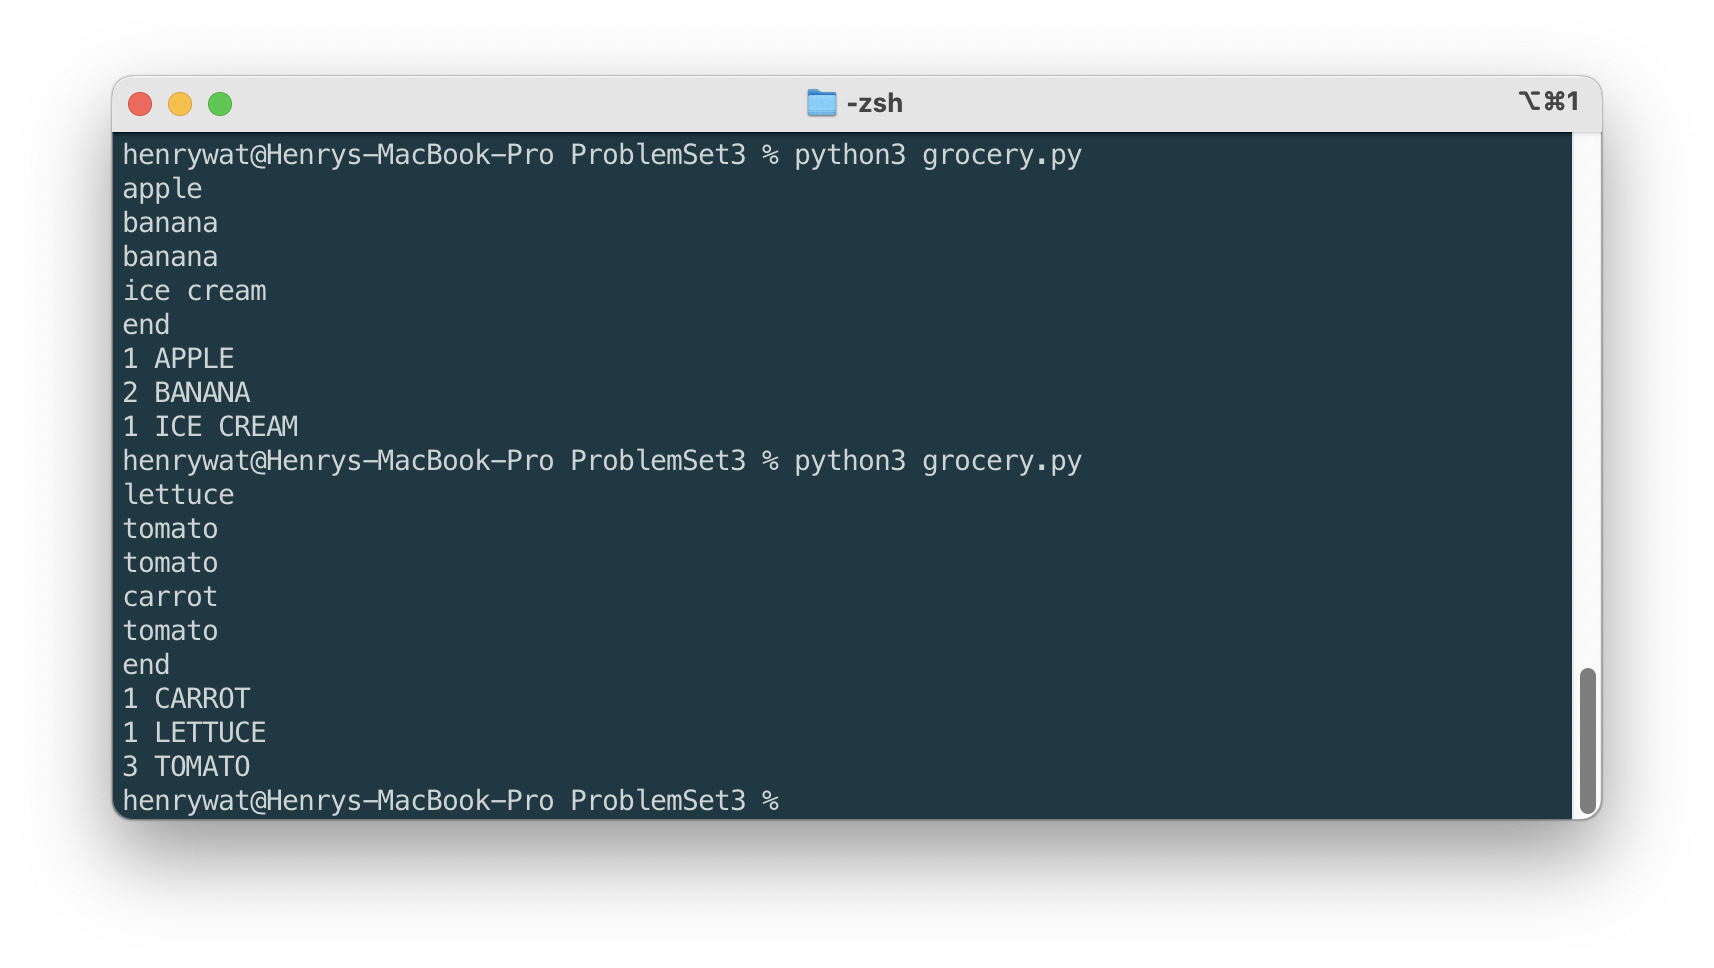 -zsh
⌥⌘1
henrywat@Henrys-MacBook-Pro ProblemSet3 % python3 grocery.py
apple
banana
banana
ice cream
end
1 APPLE
2 BANANA
1 ICE CREAM
henrywat@Henrys-MacBook-Pro ProblemSet3 % python3 grocery.py
lettuce
tomato
tomato
carrot
tomato
end
1 CARROT
1 LETTUCE
3 TOMATO
henrywat@Henrys-MacBook-Pro ProblemSet3 %